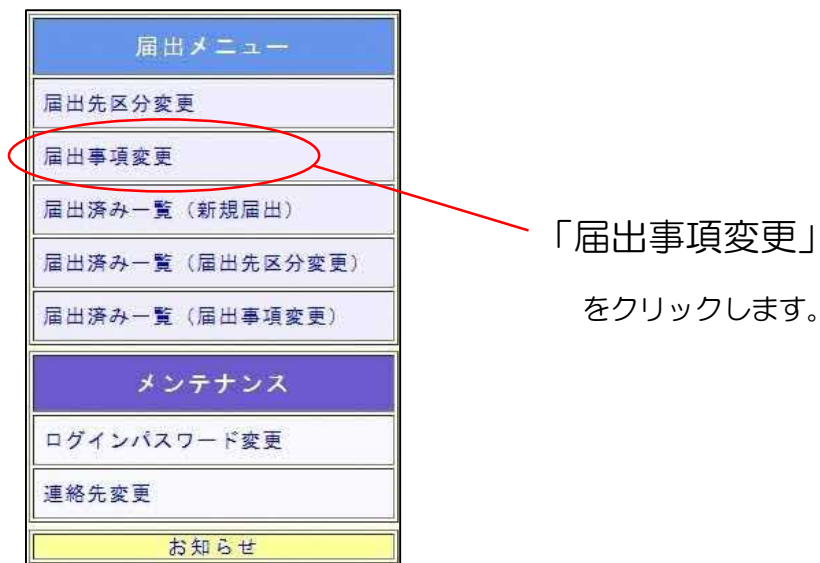 届出メニュー
届出先区分変更
届出事項変更
届出済み一覧（新規届出）
届出済み一覧（届出先区分変更）
届出済み一覧（届出事項変更）
メンテナンス
ログインパスワード変更
連絡先変更
お知らせ
「届出事項変更」
をクリックします。